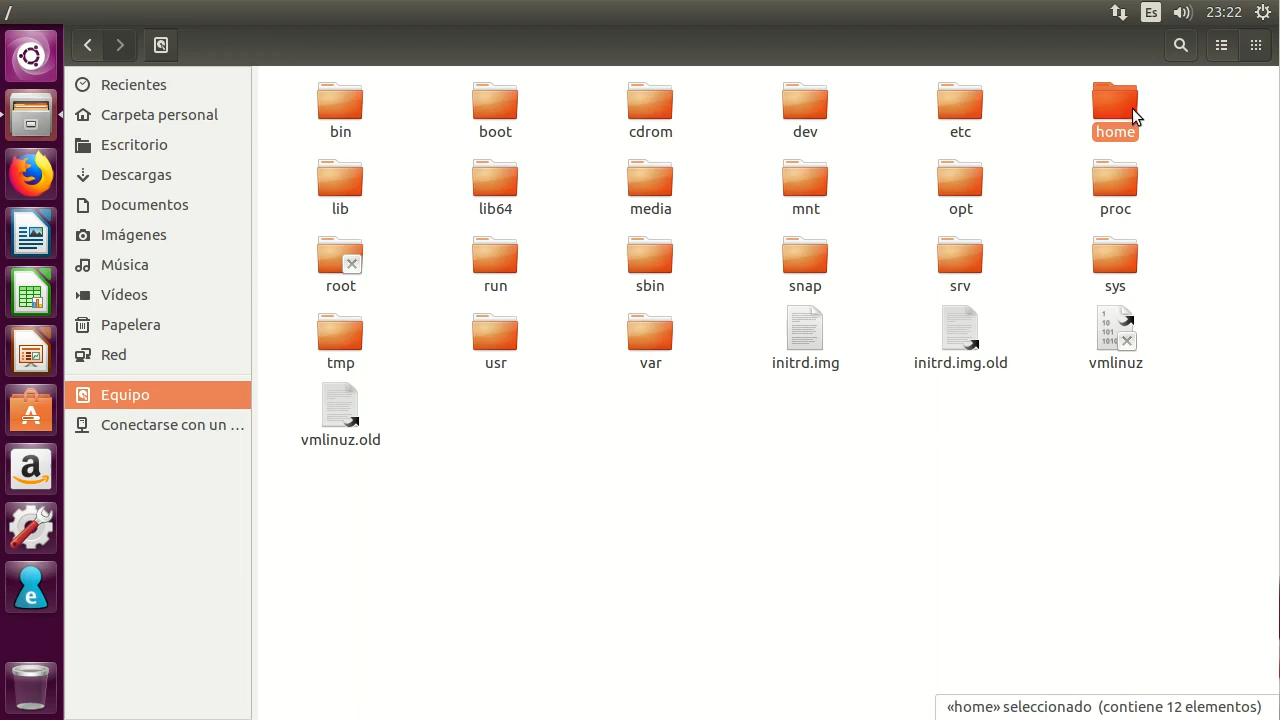 /
Es
23:22
Recientes
Carpeta personal
Escritorio
Descargas
Documentos
Imágenes
Música
Vídeos
Papelera
Red
Equipo
Conectarse con un …
bin boot cdrom dev etc home
lib lib64 media mnt opt proc
root run sbin snap srv sys
tmp usr var initrd.img initrd.img.old vmlinuz
vmlinuz.old
«home» seleccionado (contiene 12 elementos)